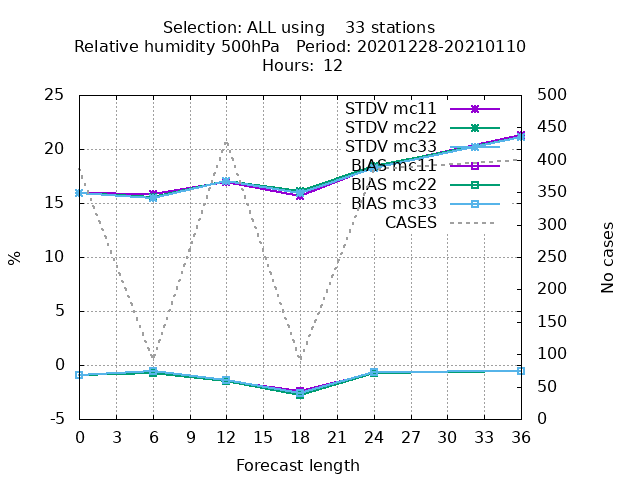 Selection: ALL using    33 stations
Relative humidity 500hPa   Period: 20201228-20210110
Hours:  12
25
20
15
10
5
0
-5
%
500
450
400
350
300
250
200
150
100
50
0
No cases
STDV mc11
STDV mc22
STDV mc33
BIAS mc11
BIAS mc22
BIAS mc33
CASES
0 3 6 9 12 15 18 21 24 27 30 33 36
Forecast length